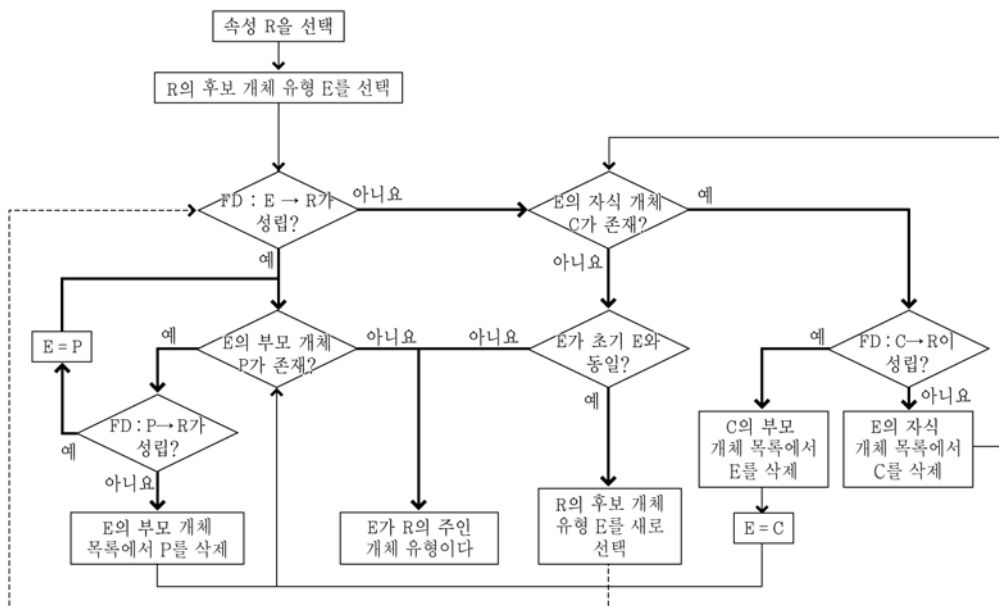 속성 R을 선택
R의 후보 개체 유형 E를 선택
FD : E → R가
성립?
아니요
예
E의 자식 개체
C가 존재?
예
아니요
E = P
예
E의 부모 개체
P가 존재?
아니요
아니요
E가 초기 E와
동일?
예
예
FD : C→R이
성립?
아니요
FD : P→R가
성립?
예
아니요
C의 부모
개체 목록에서
E를 삭제
E의 자식
개체 목록에서
C를 삭제
E의 부모 개체
목록에서 P를 삭제
E가 R의 주인
개체 유형이다
R의 후보 개체
유형 E를 새로
선택
E = C